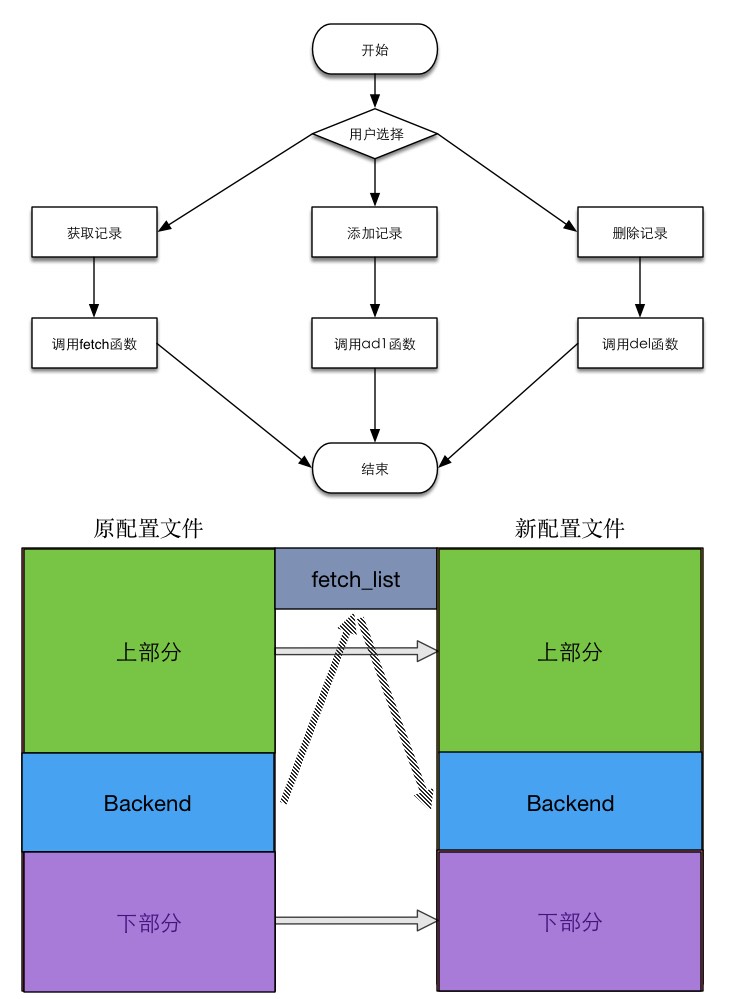 开始
用户选择
获取记录
添加记录
删除记录
调用fetch函数
调用ad1函数
调用del函数
结束
原配置文件
新配置文件
fetch_list
上部分
上部分
Backend
Backend
下部分
下部分